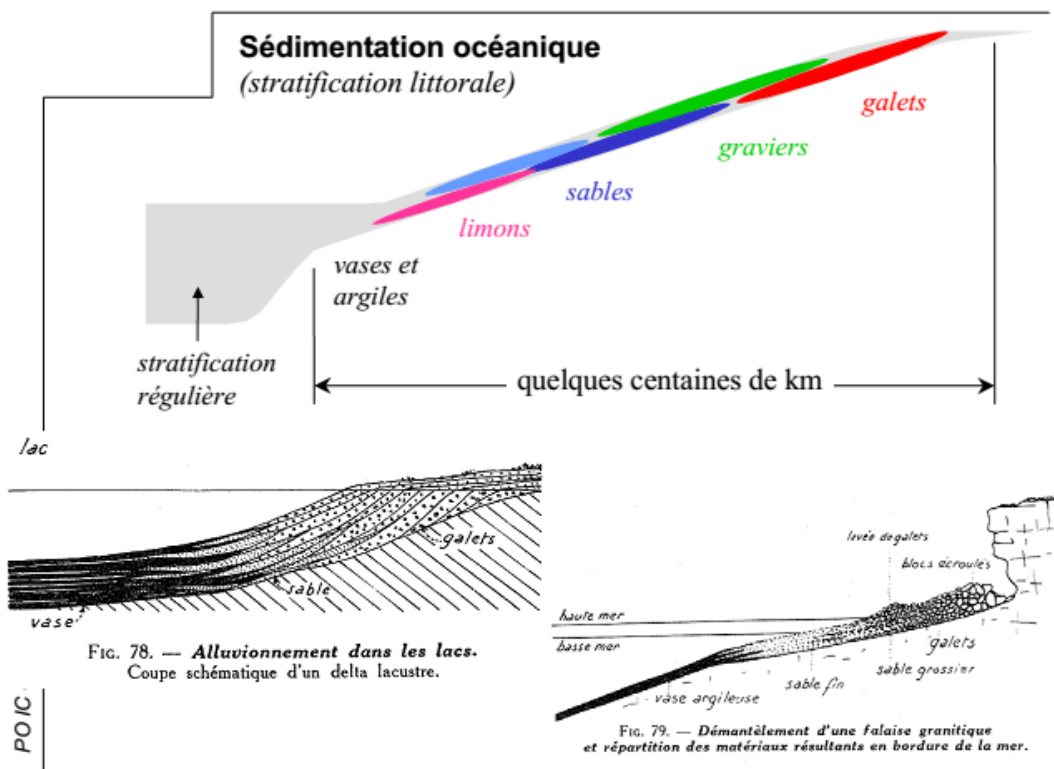 Sédimentation océanique
(stratification littorale)
galets
graviers
sables
limons
vases et
argiles
stratification
régulière
quelques centaines de km
lac
galets
sable
vase
FIG. 78. — Alluvionnement dans les lacs.
Coupe schématique d'un delta lacustre.
levée de galets
blocs écroulés
haute mer
basse mer
galets
sable grossier
sable fin
vase argileuse
FIG. 79. — Démantèlement d'une falaise granitique
et répartition des matériaux résultants en bordure de la mer.
PO IC